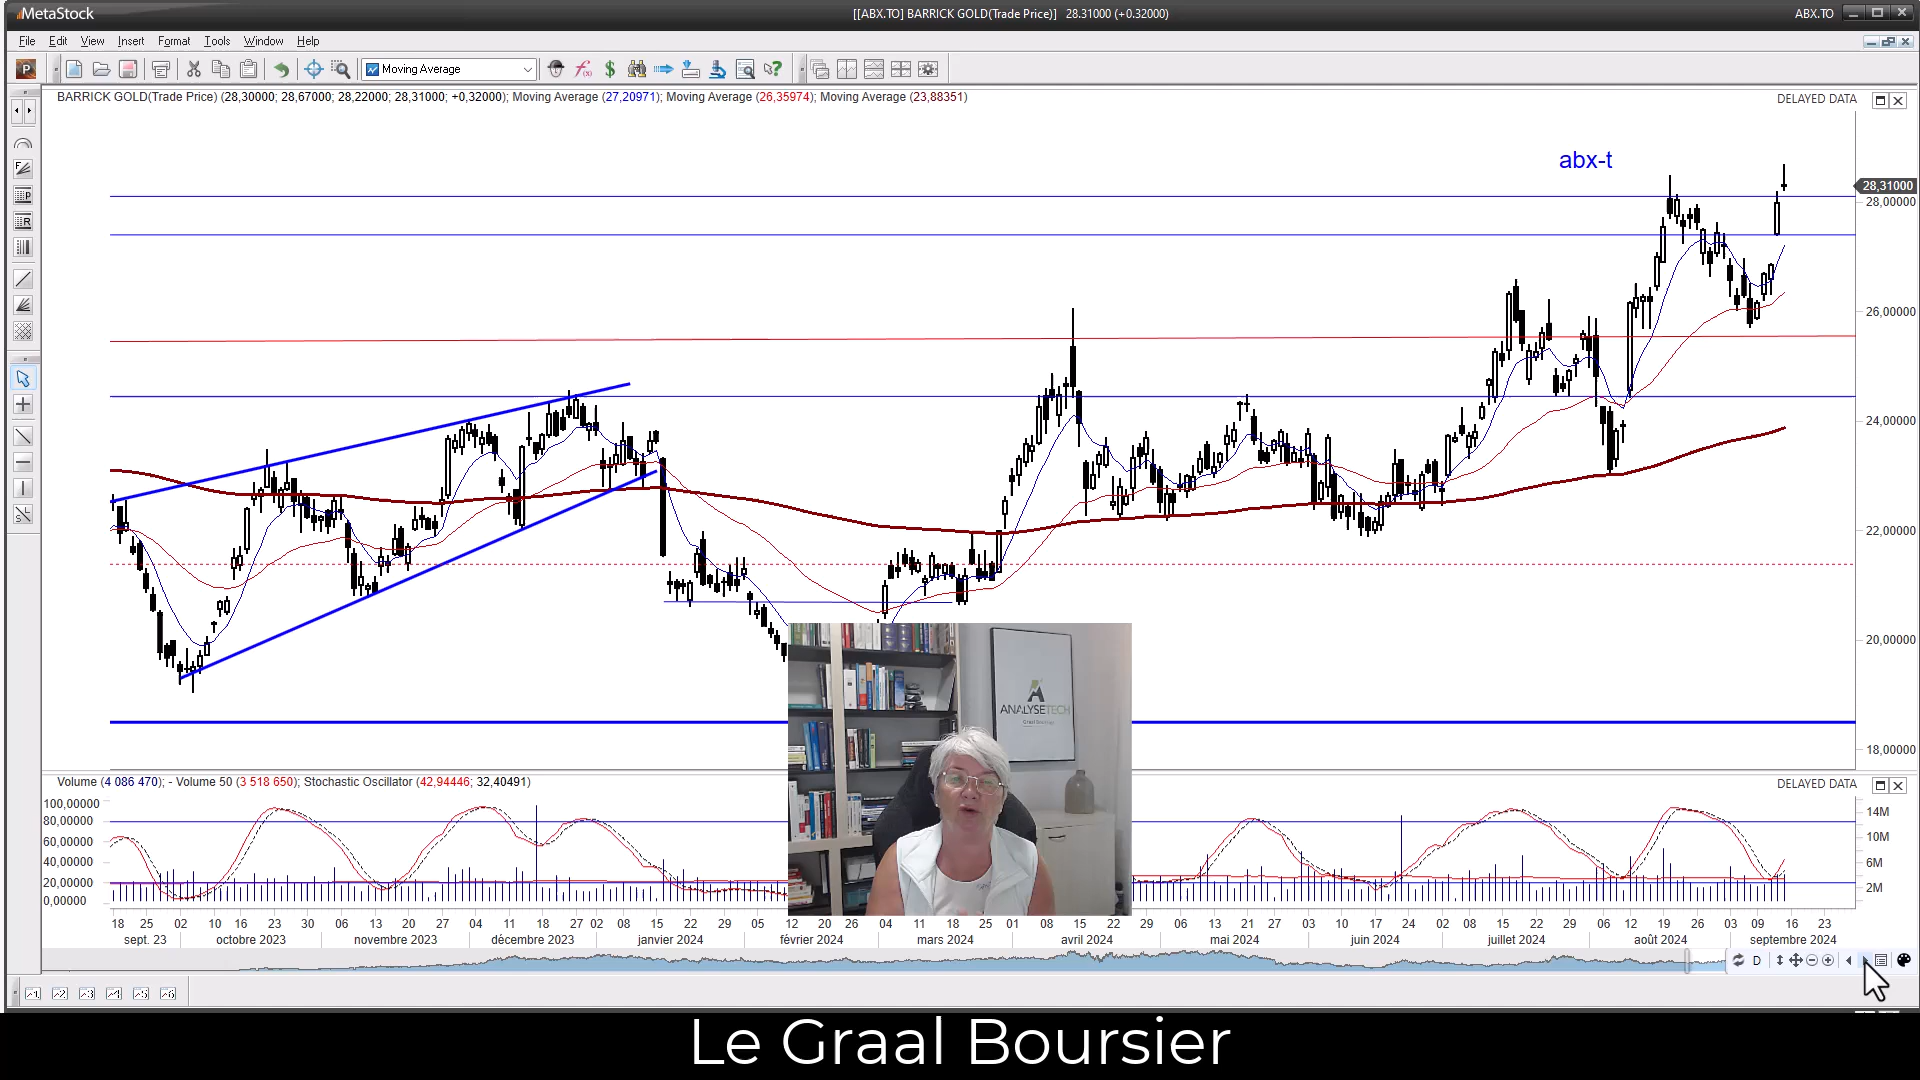 MetaStock
[[ABX.TO] BARRICK GOLD(Trade Price)] 28.31000 (+0.32000)
ABX.TO
File Edit View Insert Format Tools Window Help
Moving Average
BARRICK GOLD(Trade Price) (28,30000; 28,67000; 28,22000; 28,31000; +0,32000); Moving Average (27,20971); Moving Average (26,35974); Moving Average (23,88351)
DELAYED DATA
abx-t
28,31000
28,00000
26,00000
24,00000
22,00000
20,00000
18,00000
ANALYSETECH
Volume (4 086 470); - Volume 50 (3 518 650); Stochastic Oscillator (42,94446; 32,40491)
DELAYED DATA
100,00000
80,00000
60,00000
40,00000
20,00000
0,00000
14M
10M
6M
2M
18 25 02 10 16 23 30 06 13 20 27 04 11 18 27 02 08 15 22 29 05 12 20 26 04 11 18 25 01 08 15 22 29 06 13 21 27 03 10 17 24 02 08 15 22 29 06 12 19 26 03 09 16 23
sept. 23 octobre 2023 novembre 2023 décembre 2023 janvier 2024 février 2024 mars 2024 avril 2024 mai 2024 juin 2024 juillet 2024 août 2024 septembre 2024
D
Le Graal Boursier